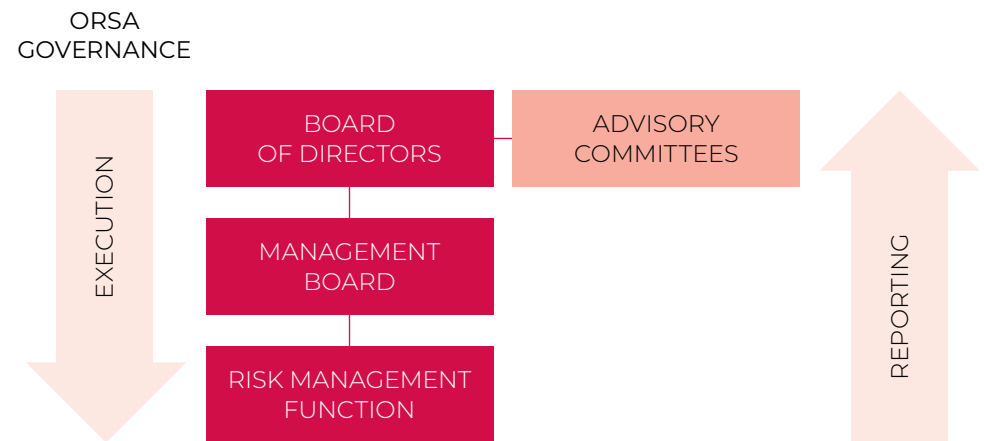 ORSA
GOVERNANCE
EXECUTION
BOARD
OF DIRECTORS
ADVISORY
COMMITTEES
MANAGEMENT
BOARD
RISK MANAGEMENT
FUNCTION
REPORTING